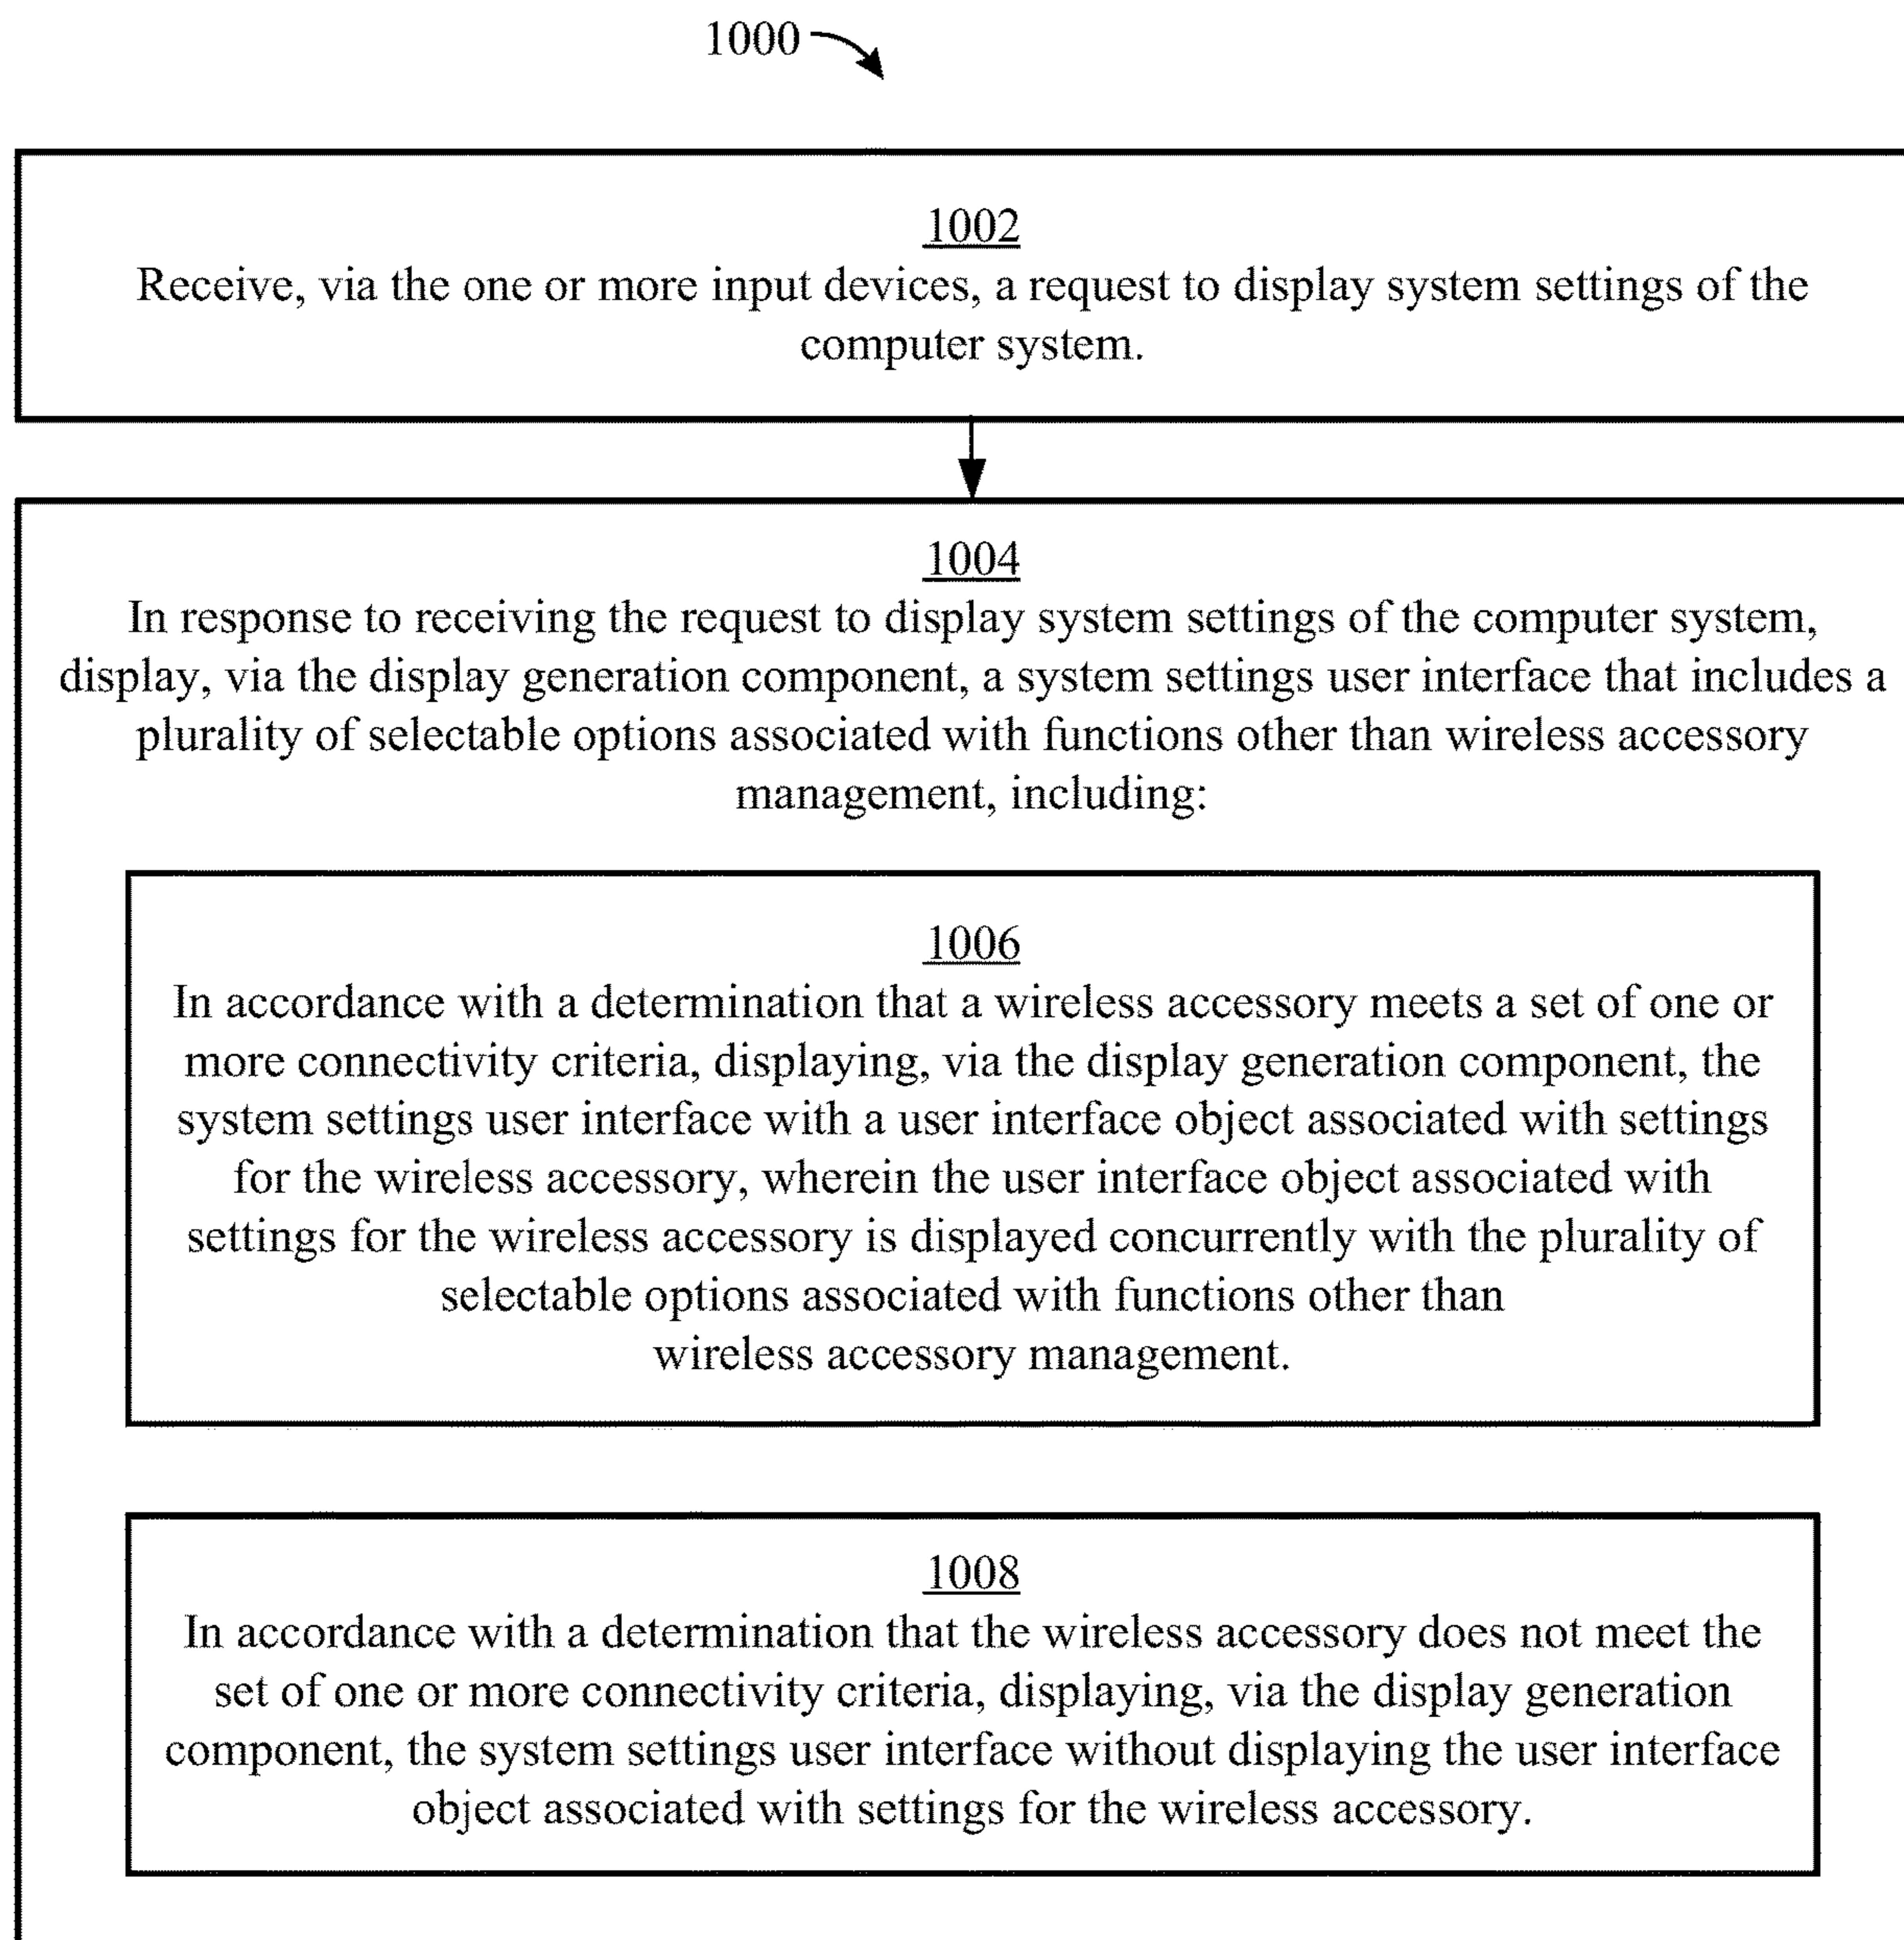 1000
1002
Receive, via the one or more input devices, a request to display system settings of the
computer system.
1004
In response to receiving the request to display system settings of the computer system,
display, via the display generation component, a system settings user interface that includes a
plurality of selectable options associated with functions other than wireless accessory
management, including:
1006
In accordance with a determination that a wireless accessory meets a set of one or
more connectivity criteria, displaying, via the display generation component, the
system settings user interface with a user interface object associated with settings
for the wireless accessory, wherein the user interface object associated with
settings for the wireless accessory is displayed concurrently with the plurality of
selectable options associated with functions other than
wireless accessory management.
1008
In accordance with a determination that the wireless accessory does not meet the
set of one or more connectivity criteria, displaying, via the display generation
component, the system settings user interface without displaying the user interface
object associated with settings for the wireless accessory.